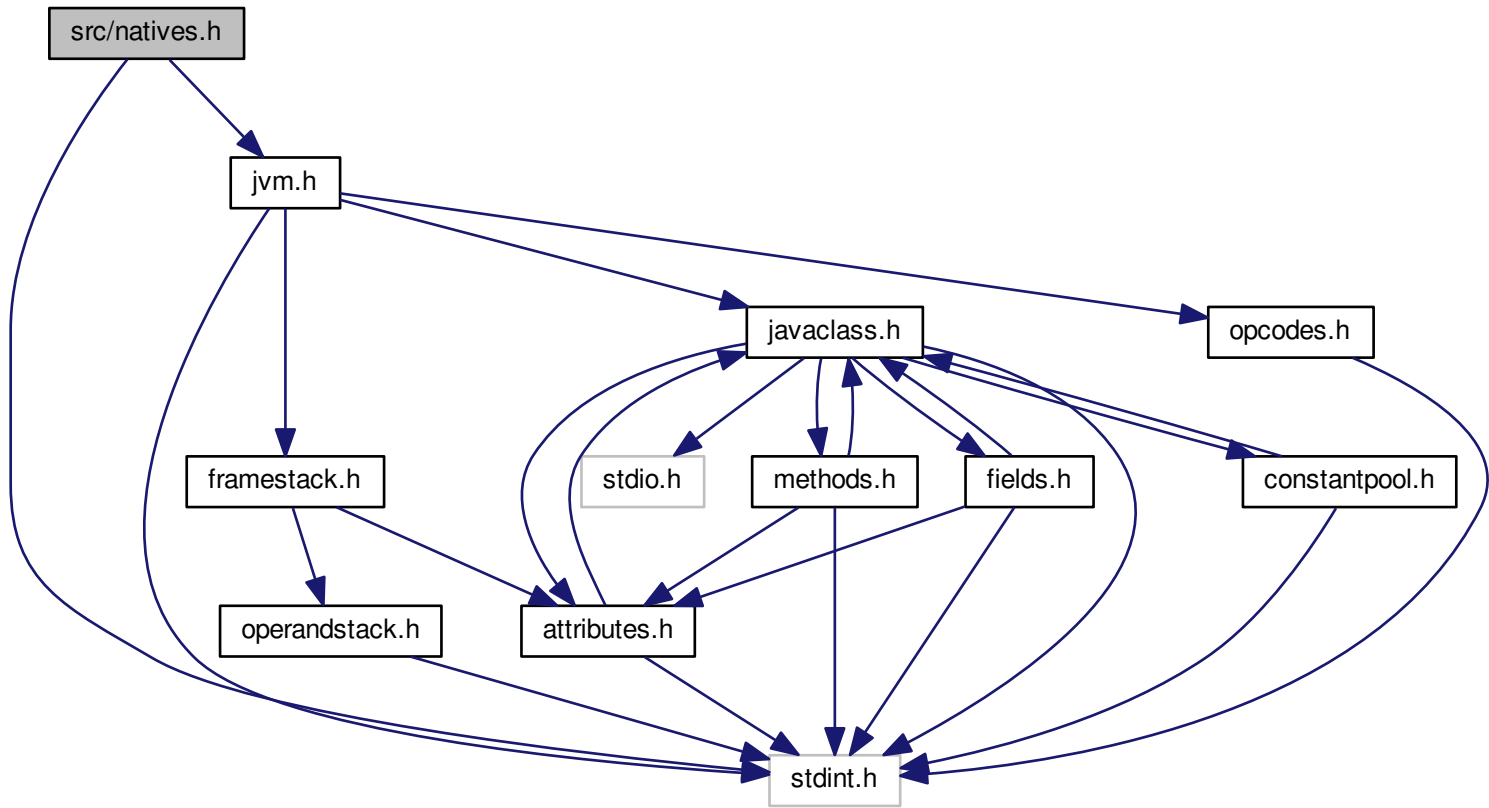 src/natives.h
jvm.h
javaclass.h
opcodes.h
framestack.h
stdio.h
methods.h
fields.h
constantpool.h
operandstack.h
attributes.h
stdint.h